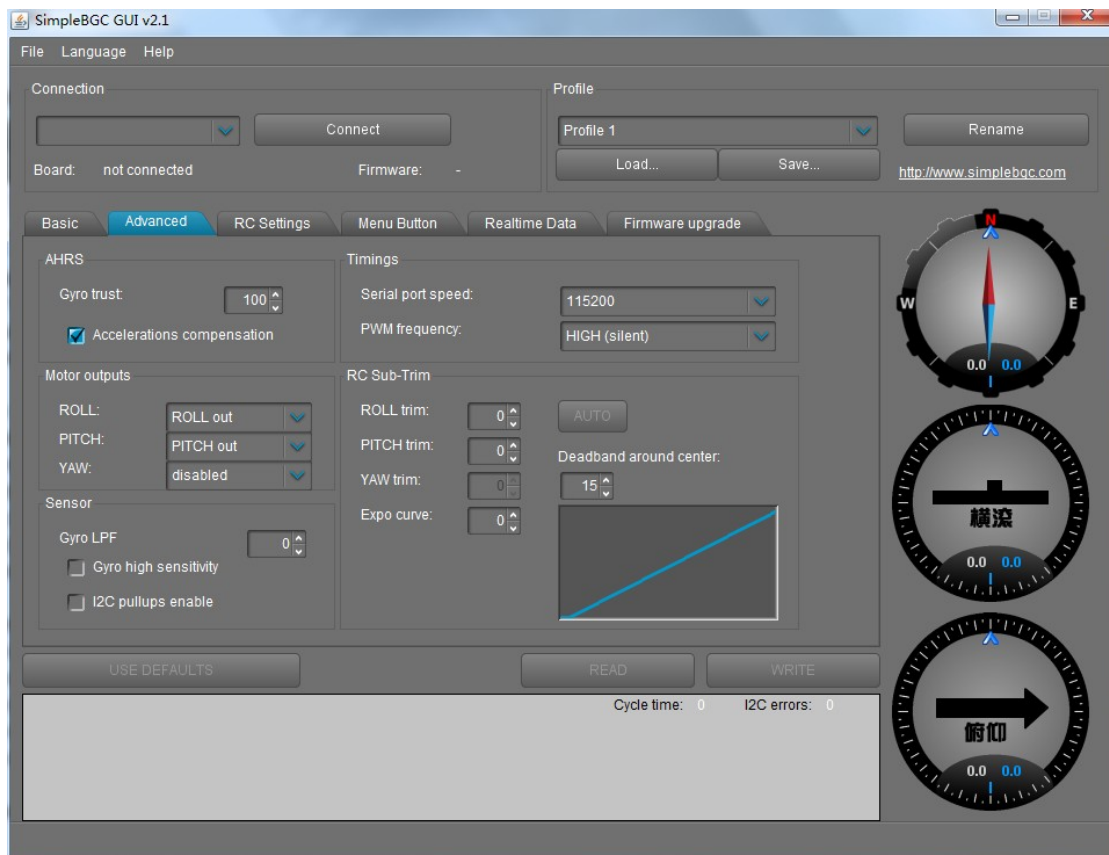 SimpleBGC GUI v2.1
File Language Help
Connection
Connect
Board: not connected Firmware: -
Profile
Profile 1
Rename
Load... Save...
http://www.simplebgc.com
Basic Advanced RC Settings Menu Button Realtime Data Firmware upgrade
AHRS
Gyro trust: 100
Accelerations compensation
Motor outputs
ROLL: ROLL out
PITCH: PITCH out
YAW: disabled
Sensor
Gyro LPF 0
Gyro high sensitivity
I2C pullups enable
Timings
Serial port speed: 115200
PWM frequency: HIGH (silent)
RC Sub-Trim
ROLL trim: 0
PITCH trim: 0
YAW trim: 0
Expo curve: 0
AUTO
Deadband around center:
15
USE DEFAULTS READ WRITE
Cycle time: 0 I2C errors: 0
N
W E
0.0 0.0
横滚
0.0 0.0
俯仰
0.0 0.0